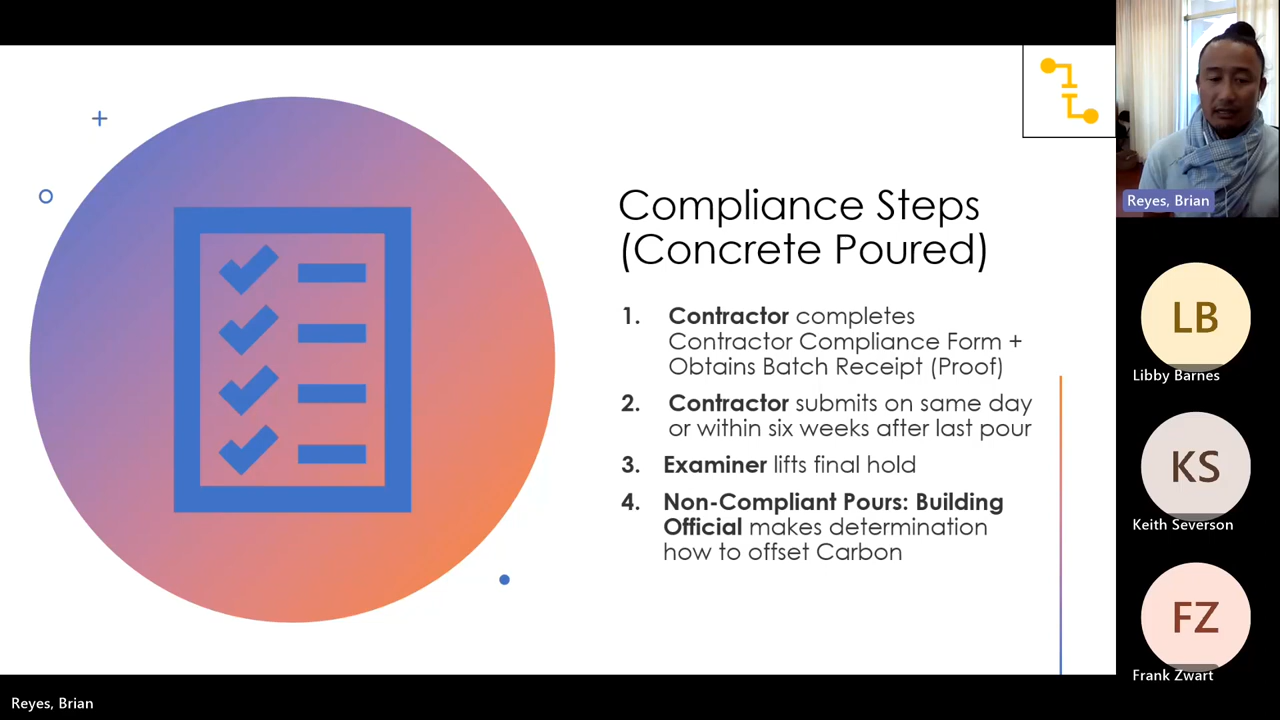 Compliance Steps
(Concrete Poured)
1. Contractor completes
Contractor Compliance Form +
Obtains Batch Receipt (Proof)
2. Contractor submits on same day
or within six weeks after last pour
3. Examiner lifts final hold
4. Non-Compliant Pours: Building
Official makes determination
how to offset Carbon
Reyes, Brian
LB
Libby Barnes
KS
Keith Severson
FZ
Frank Zwart
Reyes, Brian